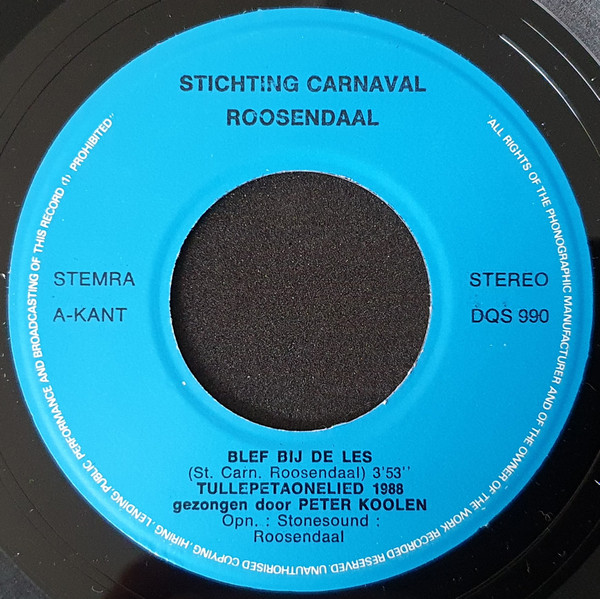 STICHTING CARNAVAL
ROOSENDAAL
STEMRA
A-KANT
STEREO
DQS 990
BLEF BIJ DE LES
(St. Carn. Roosendaal) 3'53''
TULLEPETAONELIED 1988
gezongen door PETER KOOLEN
Opn. : Stonesound :
Roosendaal
"ALL RIGHTS OF THE PHONOGRAPHIC MANUFACTURER AND OF THE OWNER OF THE WORK RECORDED RESERVED. UNAUTHORISED COPYING. HIRING. LENDING. PUBLIC PERFORMANCE AND BROADCASTING OF THIS RECORD (1) PROHIBITED"